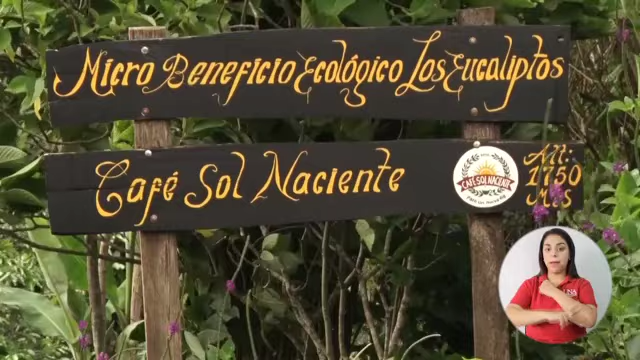 Micro Beneficio Ecológico Los Eucaliptos
Café Sol Naciente
CAFÉ SOL NACIENTE
Alt:
1750
Mts